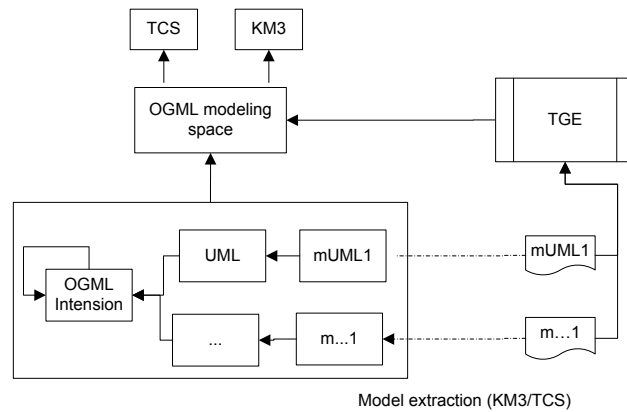 TCS
KM3
OGML modeling
space
TGE
UML
mUML1
mUML1
OGML
Intension
...
m...1
m…1
Model extraction (KM3/TCS)